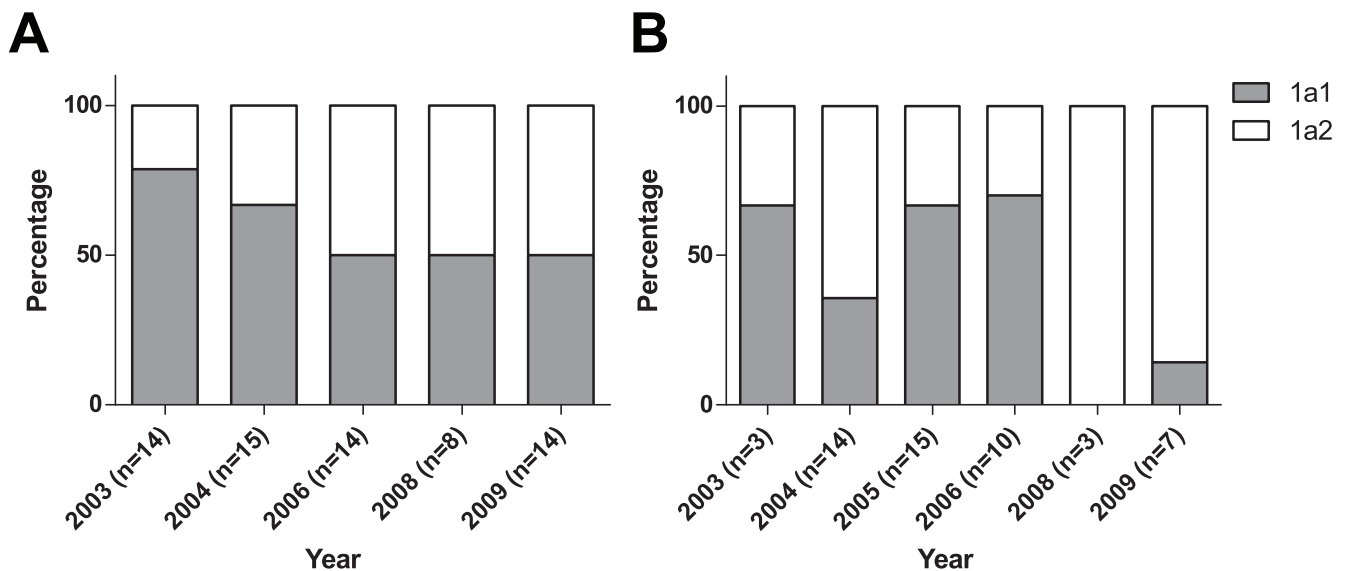 A
Percentage
100
50
0
2003 (n=14)
2004 (n=15)
2006 (n=14)
2008 (n=8)
2009 (n=14)
Year
B
Percentage
100
50
0
2003 (n=3)
2004 (n=14)
2005 (n=15)
2006 (n=10)
2008 (n=3)
2009 (n=7)
Year
1a1
1a2